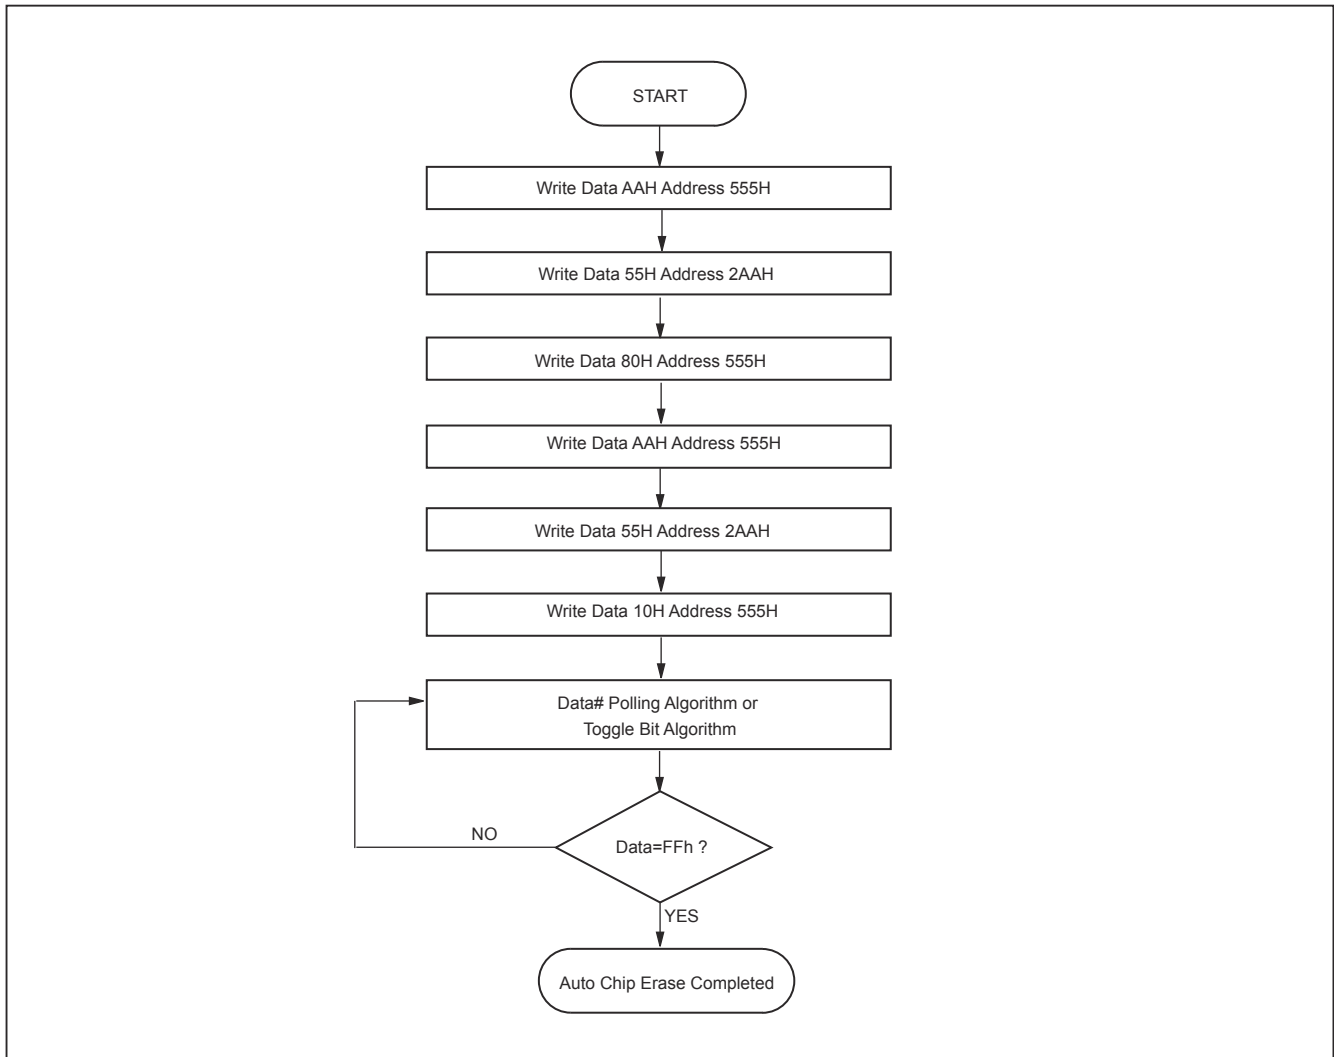 START
Write Data AAH Address 555H
Write Data 55H Address 2AAH
Write Data 80H Address 555H
Write Data AAH Address 555H
Write Data 55H Address 2AAH
Write Data 10H Address 555H
Data# Polling Algorithm or
Toggle Bit Algorithm
NO
Data=FFh ?
YES
Auto Chip Erase Completed